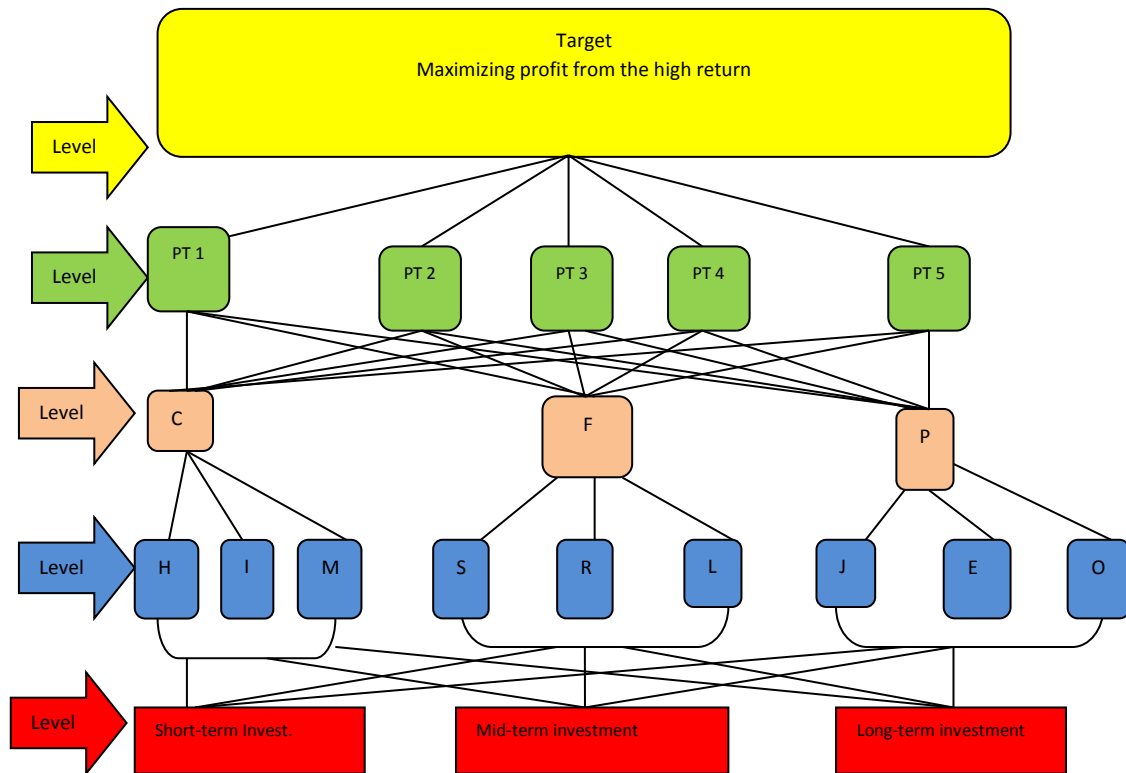 Target
Maximizing profit from the high return
Level
PT 1
PT 2
PT 3
PT 4
PT 5
Level
C
F
P
Level
H
I
M
S
R
L
J
E
O
Level
Short-term Invest.
Mid-term investment
Long-term investment
Level